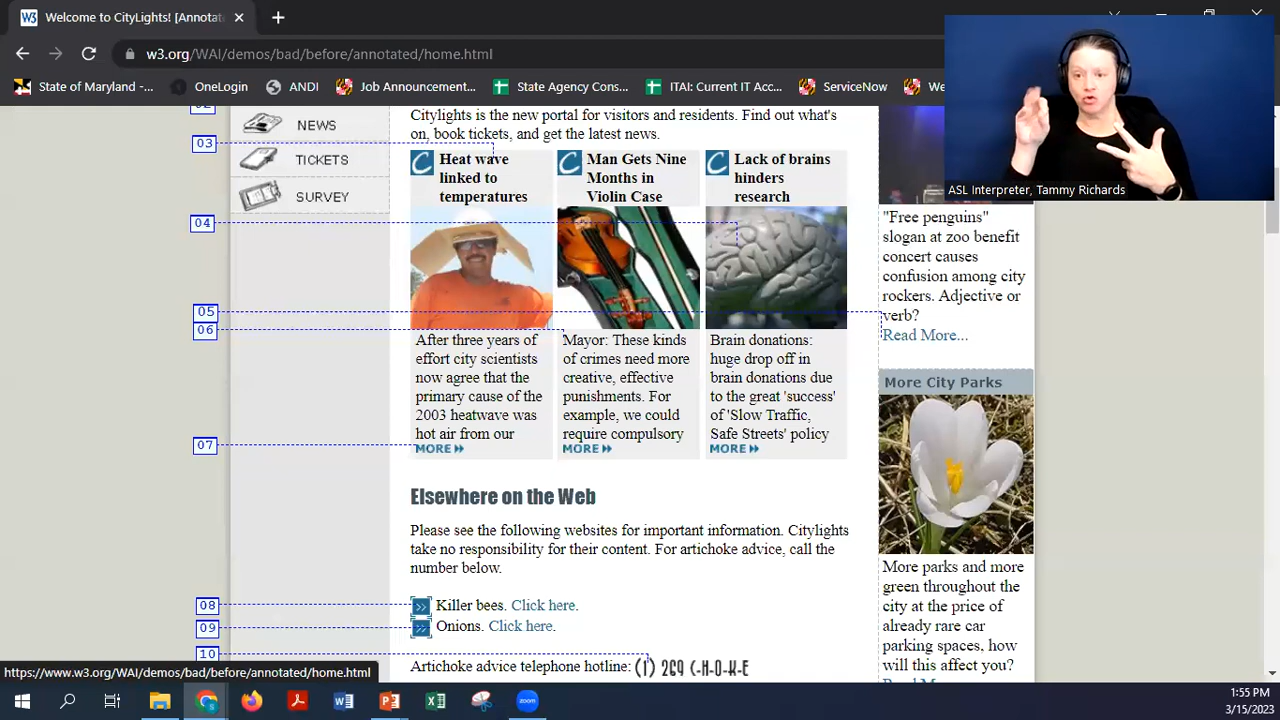 Welcome to CityLights! [Annotat
w3.org/WAI/demos/bad/before/annotated/home.html
State of Maryland -...
OneLogin
ANDI
Job Announcement...
State Agency Cons...
ITAI: Current IT Acc...
ServiceNow
We
ASL Interpreter, Tammy Richards
02
NEWS
03
TICKETS
SURVEY
04
05
06
07
08
09
10
Citylights is the new portal for visitors and residents. Find out what's
on, book tickets, and get the latest news.
Heat wave
linked to
temperatures
After three years of
effort city scientists
now agree that the
primary cause of the
2003 heatwave was
hot air from our
MORE
Man Gets Nine
Months in
Violin Case
Mayor: These kinds
of crimes need more
creative, effective
punishments. For
example, we could
require compulsory
MORE
Lack of brains
hinders
research
Brain donations:
huge drop off in
brain donations due
to the great 'success'
of 'Slow Traffic,
Safe Streets' policy
MORE
Elsewhere on the Web
Please see the following websites for important information. Citylights
take no responsibility for their content. For artichoke advice, call the
number below.
Killer bees. Click here.
Onions. Click here.
Artichoke advice telephone hotline: (1) 269 C-H-O-K-E
"Free penguins"
slogan at zoo benefit
concert causes
confusion among city
rockers. Adjective or
verb?
Read More...
More City Parks
More parks and more
green throughout the
city at the price of
already rare car
parking spaces, how
will this affect you?
https://www.w3.org/WAI/demos/bad/before/annotated/home.html
1:55 PM
3/15/2023